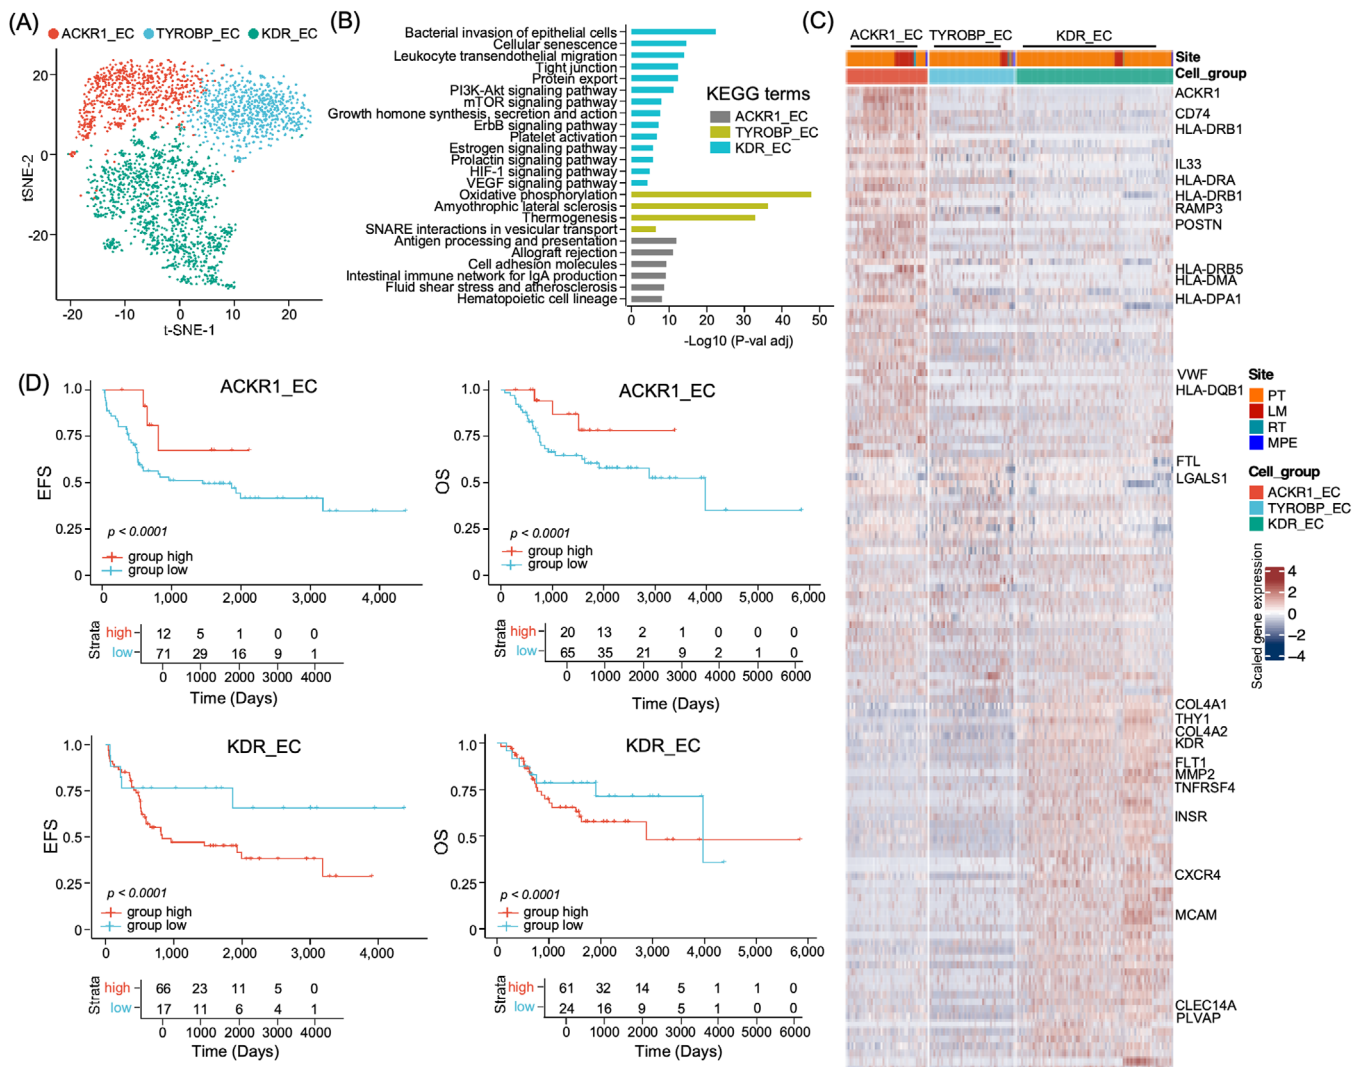 (A)
ACKR1_EC TYROBP_EC KDR_EC
20
10
0
-10
-20
tSNE-2
-20 -10 0 10 20
t-SNE-1
(B)
Bacterial invasion of epithelial cells
Cellular senescence
Leukocyte transendothelial migration
Tight junction
Protein export
PI3K-Akt signaling pathway
mTOR signaling pathway
Growth homone synthesis, secretion and action
ErbB signaling pathway
Platelet activation
Estrogen signaling pathway
Prolactin signaling pathway
HIF-1 signaling pathway
VEGF signaling pathway
Oxidative phosphorylation
Amyothrophic lateral sclerosis
Thermogenesis
SNARE interactions in vesicular transport
Antigen processing and presentation
Allograft rejection
Cell adhesion molecules
Intestinal immune network for IgA production
Fluid shear stress and atherosclerosis
Hematopoietic cell lineage
KEGG terms
ACKR1_EC
TYROBP_EC
KDR_EC
0 10 20 30 40 50
-Log10 (P-val adj)
(C)
ACKR1_EC TYROBP_EC KDR_EC
Site
Cell_group
ACKR1
CD74
HLA-DRB1
IL33
HLA-DRA
HLA-DRB1
RAMP3
POSTN
HLA-DRB5
HLA-DMA
HLA-DPA1
VWF
HLA-DQB1
FTL
LGALS1
COL4A1
THY1
COL4A2
KDR
FLT1
MMP2
TNFRSF4
INSR
CXCR4
MCAM
CLEC14A
PLVAP
Site
PT
LM
RT
MPE
Cell_group
ACKR1_EC
TYROBP_EC
KDR_EC
Scaled gene expression
4
2
0
−2
−4
(D)
ACKR1_EC
EFS
1.0
0.75
0.5
0.25
0
p < 0.0001
group high
group low
0 1,000 2,000 3,000 4,000
Strata
high 12 5 1 0 0
low 71 29 16 9 1
0 1000 2000 3000 4000
Time (Days)
ACKR1_EC
OS
1.0
0.75
0.5
0.25
0
p < 0.0001
group high
group low
0 1,000 2,000 3,000 4,000 5,000 6,000
Strata
high 20 13 2 1 0 0 0
low 65 35 21 9 2 1 0
0 1000 2000 3000 4000 5000 6000
Time (Days)
KDR_EC
EFS
1.0
0.75
0.5
0.25
0
p < 0.0001
group high
group low
0 1,000 2,000 3,000 4,000
Strata
high 66 23 11 5 0
low 17 11 6 4 1
0 1000 2000 3000 4000
Time (Days)
KDR_EC
OS
1.0
0.75
0.5
0.25
0
p < 0.0001
group high
group low
0 1,000 2,000 3,000 4,000 5,000 6,000
Strata
high 61 32 14 5 1 1 0
low 24 16 9 5 1 0 0
0 1000 2000 3000 4000 5000 6000
Time (Days)